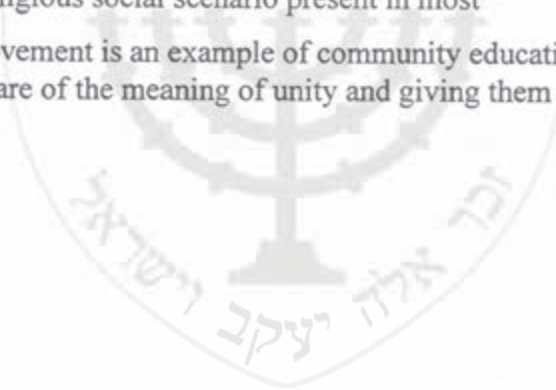 igious social scenario present in most
vement is an example of community educati
are of the meaning of unity and giving them
זכר אלה יעקב וישראל